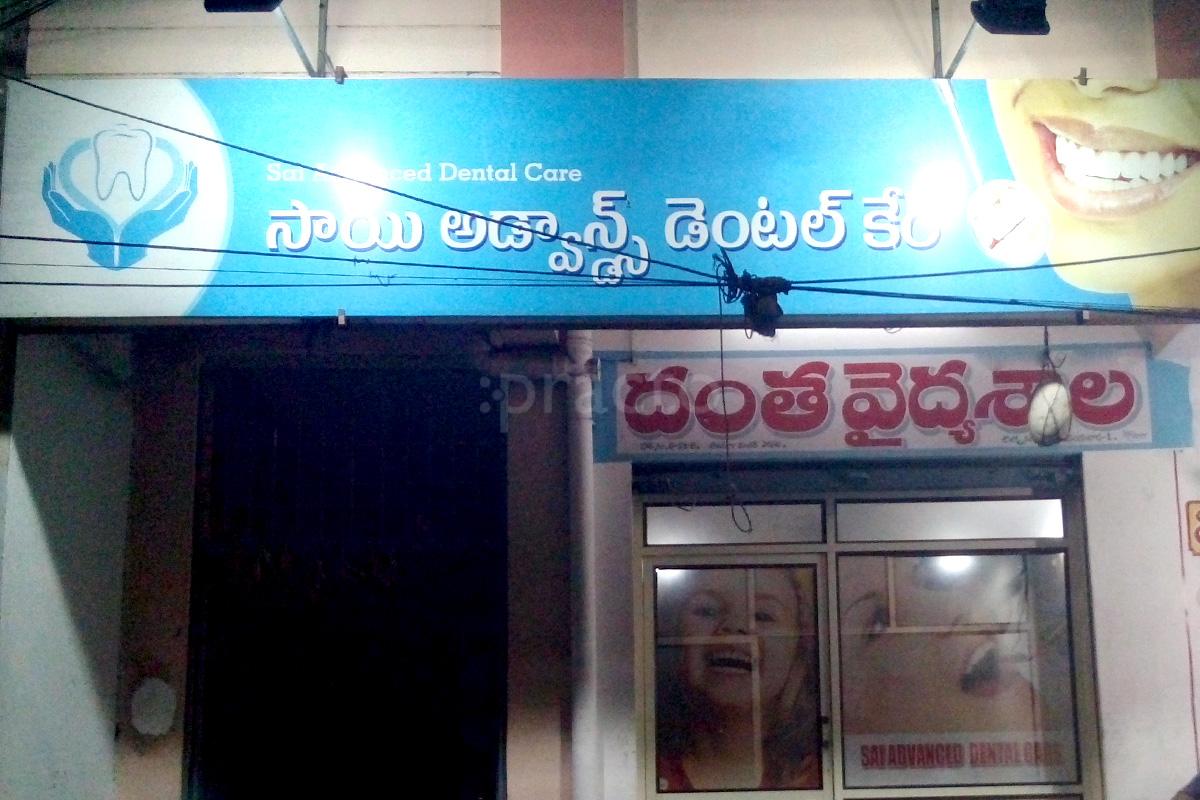 Sai Advanced Dental Care
సాయి అడ్వాన్స్డ్ డెంటల్ కేర్
దంత వైద్యశాల
SAI ADVANCED DENTAL CARE